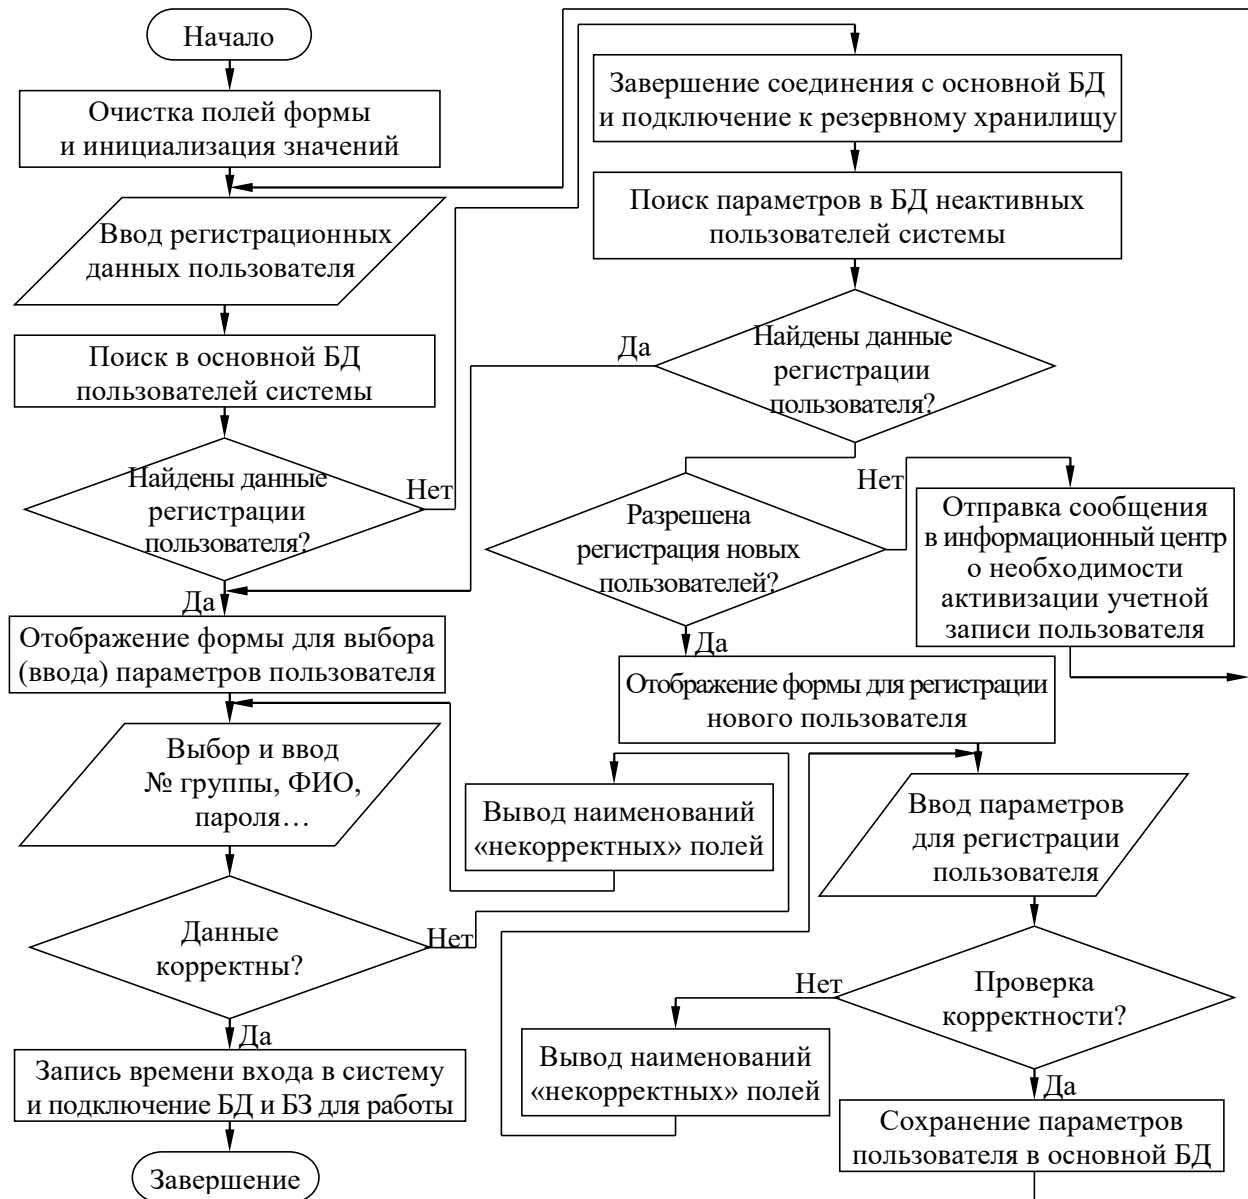 Начало
Очистка полей формы
и инициализация значений
Ввод регистрационных
данных пользователя
Поиск в основной БД
пользователей системы
Найдены данные
регистрации
пользователя?
Нет
Да
Отображение формы для выбора
(ввода) параметров пользователя
Выбор и ввод
№ группы, ФИО,
пароля…
Данные
корректны?
Нет
Да
Запись времени входа в систему
и подключение БД и БЗ для работы
Завершение
Вывод наименований
«некорректных» полей
Завершение соединения с основной БД
и подключение к резервному хранилищу
Поиск параметров в БД неактивных
пользователей системы
Найдены данные
регистрации
пользователя?
Да
Разрешена
регистрация новых
пользователей?
Нет
Отправка сообщения
в информационный центр
о необходимости
активизации учетной
записи пользователя
Да
Отображение формы для регистрации
нового пользователя
Ввод параметров
для регистрации
пользователя
Проверка
корректности?
Нет
Вывод наименований
«некорректных» полей
Да
Сохранение параметров
пользователя в основной БД